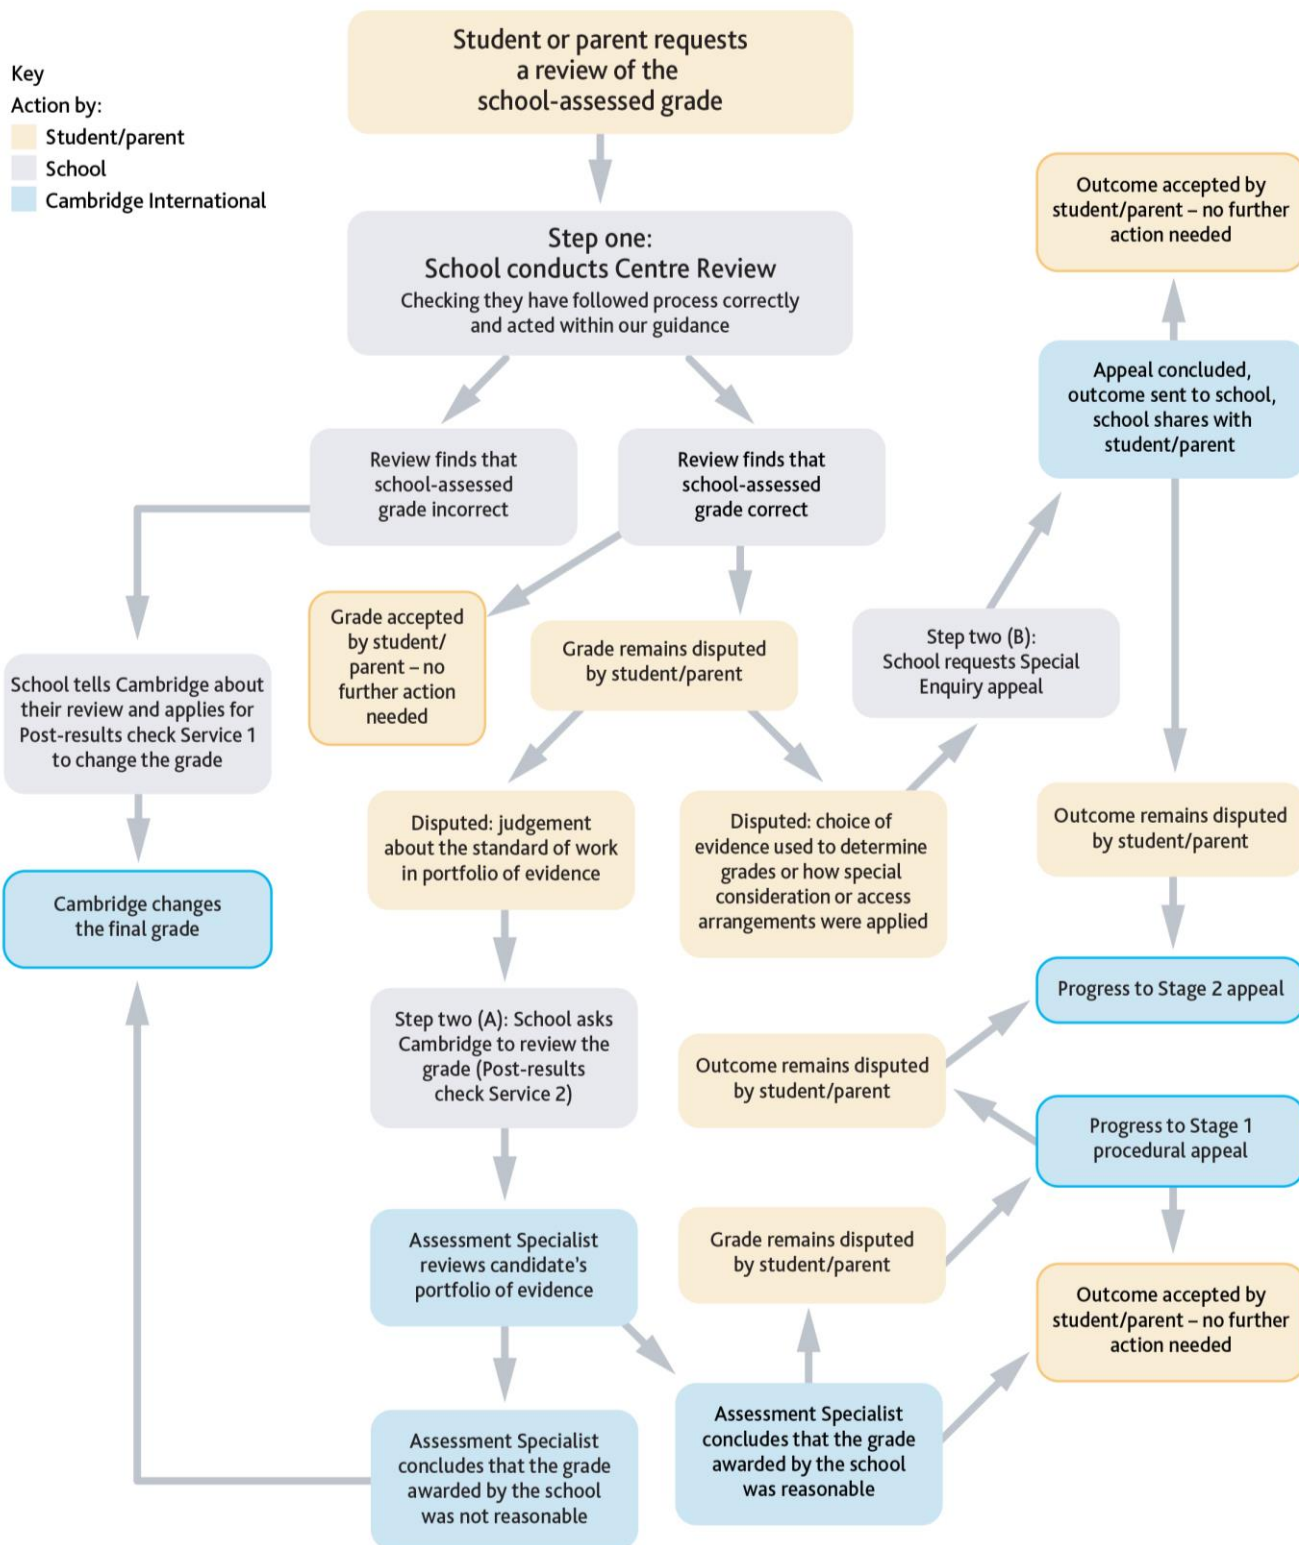 Key
Action by:
Student/parent
School
Cambridge International
Student or parent requests
a review of the
school-assessed grade
Step one:
School conducts Centre Review
Checking they have followed process correctly
and acted within our guidance
Review finds that
school-assessed
grade incorrect
Review finds that
school-assessed
grade correct
School tells Cambridge about
their review and applies for
Post-results check Service 1
to change the grade
Cambridge changes
the final grade
Grade accepted
by student/
parent – no
further action
needed
Grade remains disputed
by student/parent
Disputed: judgement
about the standard of work
in portfolio of evidence
Disputed: choice of
evidence used to determine
grades or how special
consideration or access
arrangements were applied
Step two (B):
School requests Special
Enquiry appeal
Appeal concluded,
outcome sent to school,
school shares with
student/parent
Outcome accepted by
student/parent – no further
action needed
Outcome remains disputed
by student/parent
Progress to Stage 2 appeal
Step two (A): School asks
Cambridge to review the
grade (Post-results
check Service 2)
Assessment Specialist
reviews candidate’s
portfolio of evidence
Assessment Specialist
concludes that the grade
awarded by the school
was not reasonable
Assessment Specialist
concludes that the grade
awarded by the school
was reasonable
Grade remains disputed
by student/parent
Progress to Stage 1
procedural appeal
Outcome remains disputed
by student/parent
Outcome accepted by
student/parent – no further
action needed